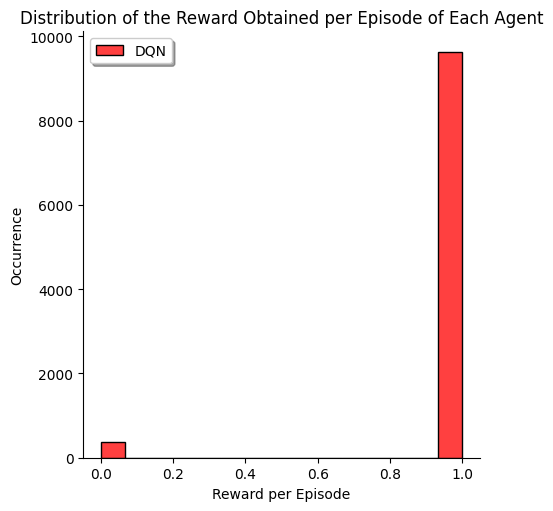 Distribution of the Reward Obtained per Episode of Each Agent
10000
DQN
8000
6000
4000
2000
0
0.0 0.2 0.4 0.6 0.8 1.0
Occurrence
Reward per Episode